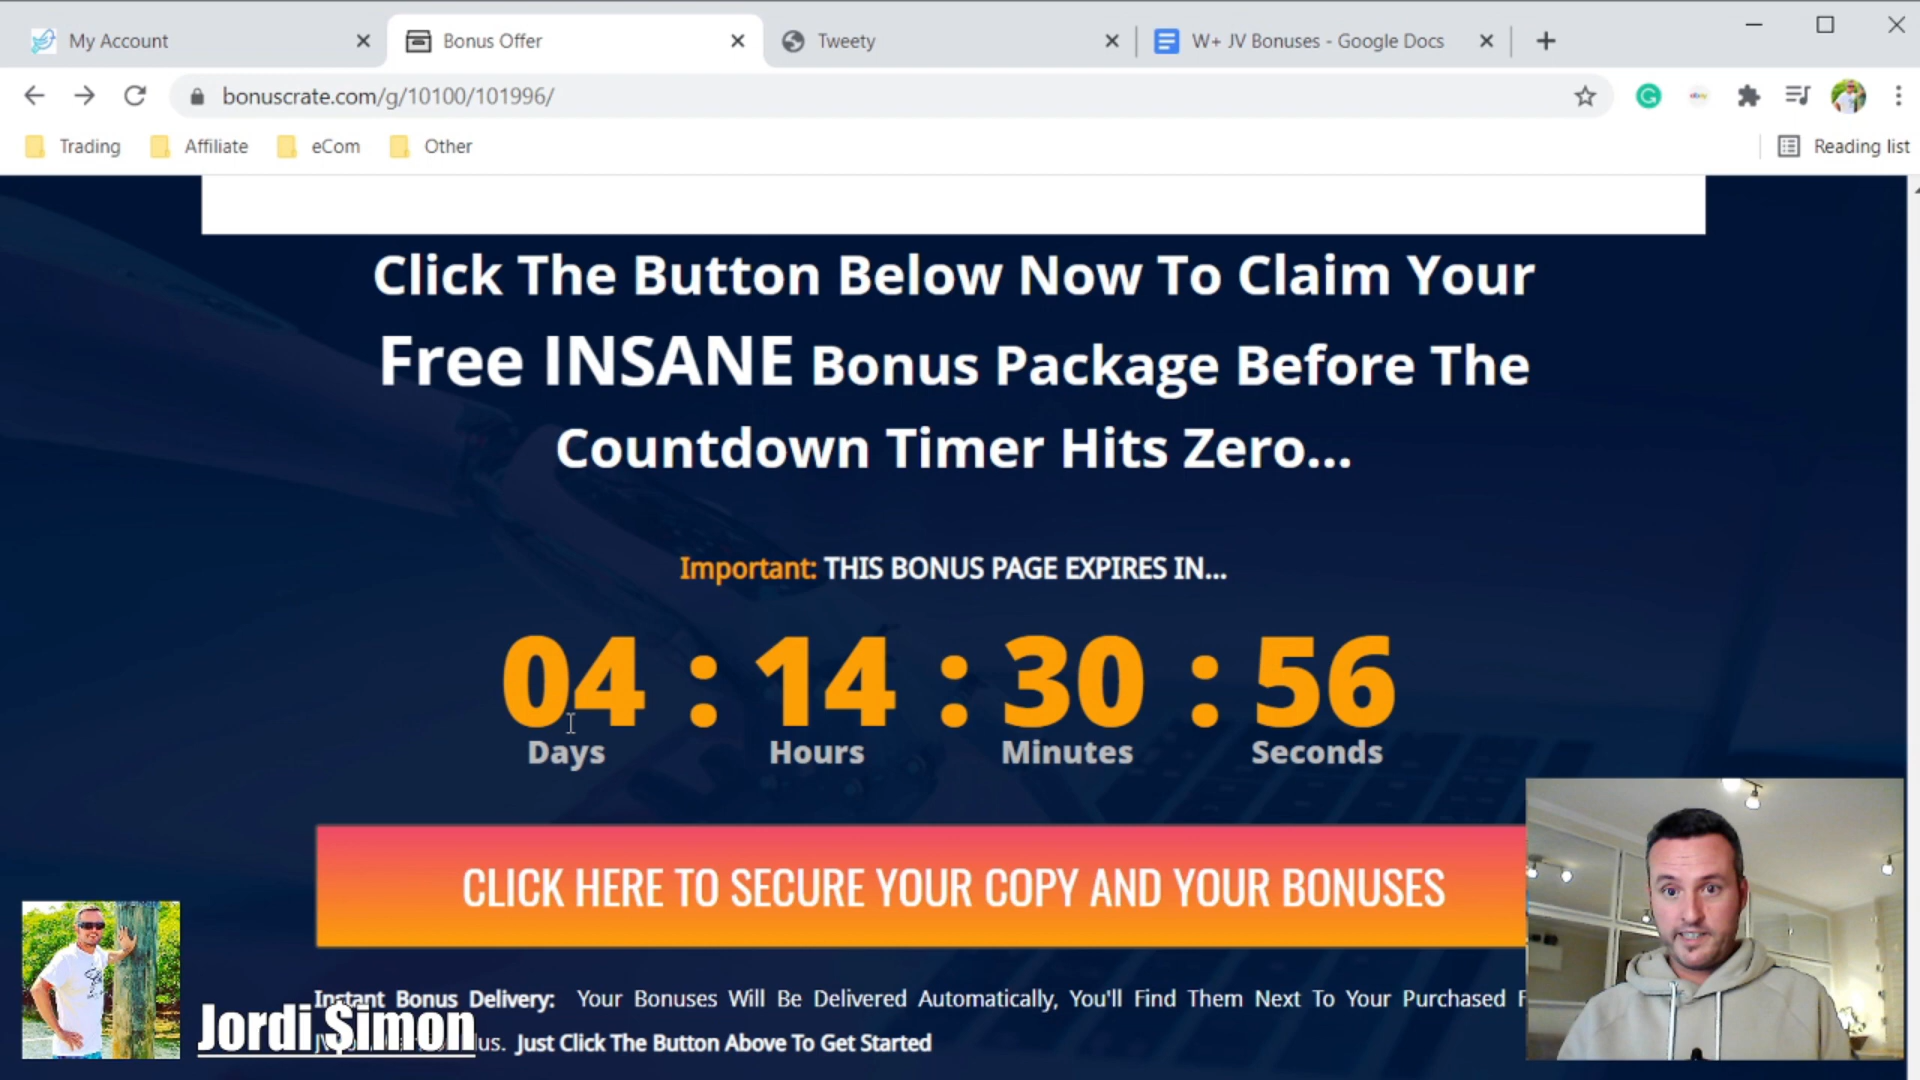 My Account
Bonus Offer
Tweety
W+ JV Bonuses - Google Docs
bonuscrate.com/g/10100/101996/
Trading
Affiliate
eCom
Other
Reading list
Click The Button Below Now To Claim Your
Free INSANE Bonus Package Before The
Countdown Timer Hits Zero...
Important: THIS BONUS PAGE EXPIRES IN...
04 : 14 : 30 : 56
Days Hours Minutes Seconds
CLICK HERE TO SECURE YOUR COPY AND YOUR BONUSES
Instant Bonus Delivery: Your Bonuses Will Be Delivered Automatically, You'll Find Them Next To Your Purchased
Just Click The Button Above To Get Started
Jordi $imon